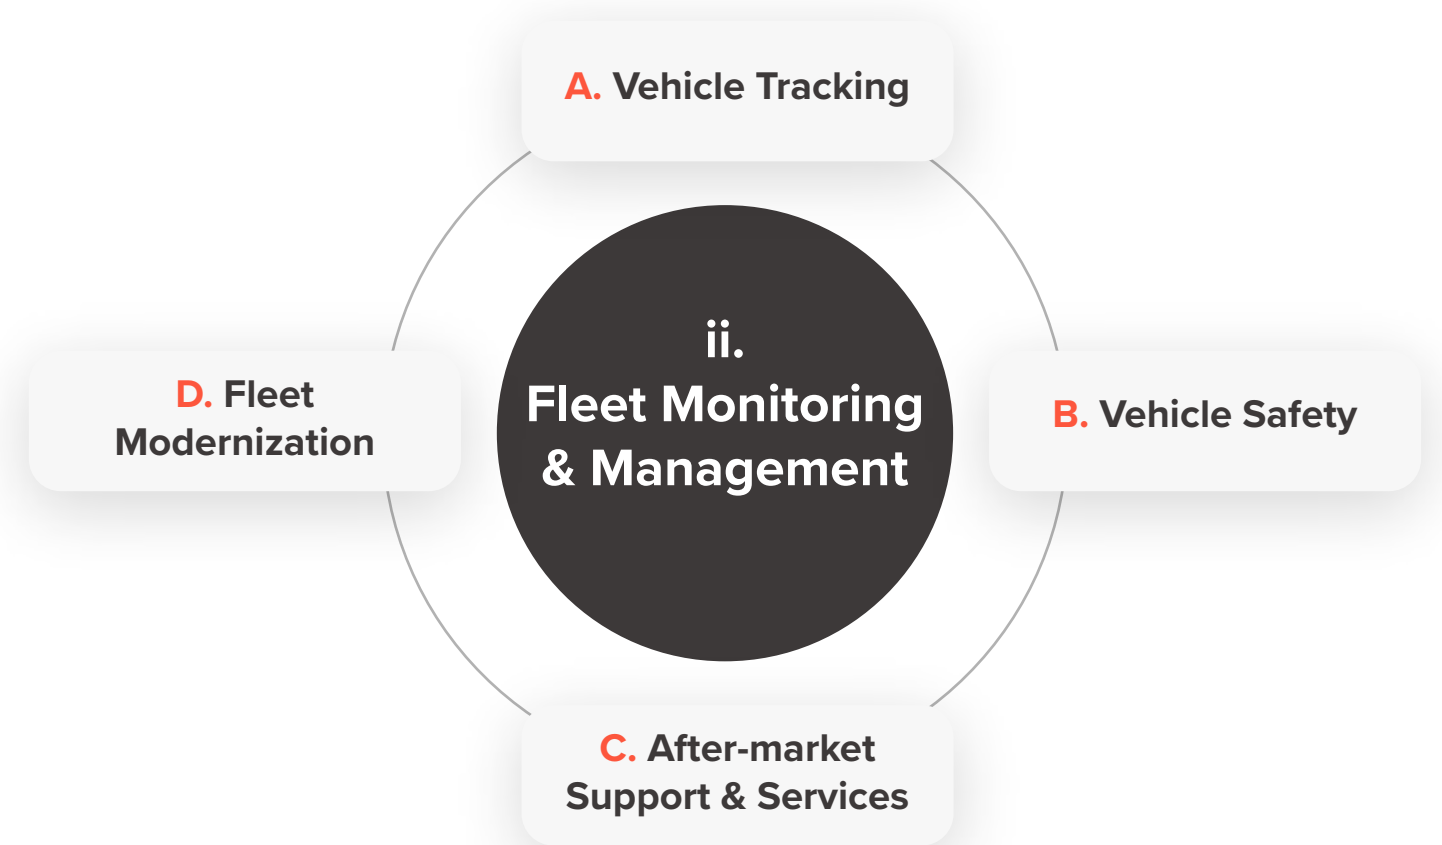 A. Vehicle Tracking
ii.
Fleet Monitoring
& Management
B. Vehicle Safety
C. After-market
Support & Services
D. Fleet
Modernization